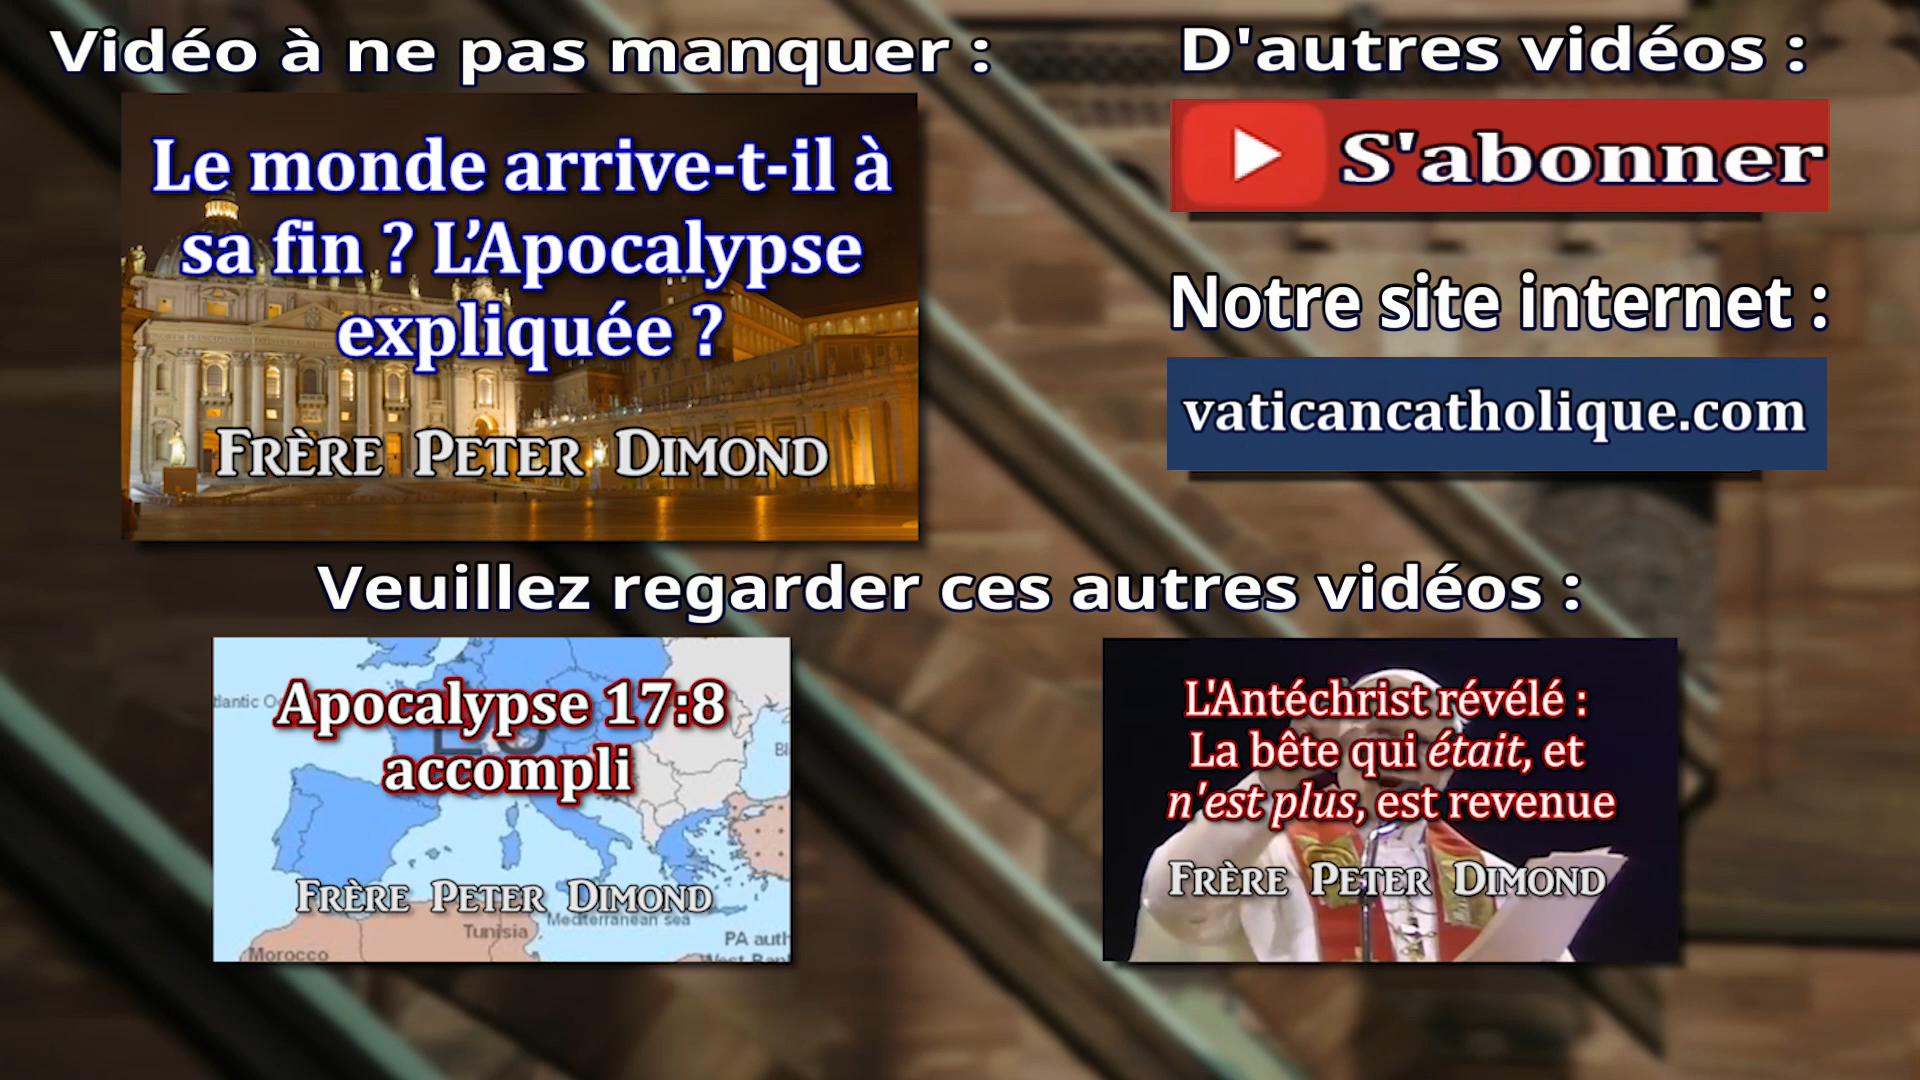 Vidéo à ne pas manquer :
Le monde arrive-t-il à
sa fin ? L’Apocalypse
expliquée ?
FRÈRE PETER DIMOND
D'autres vidéos :
S'abonner
Notre site internet :
vaticancatholique.com
Veuillez regarder ces autres vidéos :
Apocalypse 17:8
accompli
FRÈRE PETER DIMOND
Mediterranean sea
Tunisia
Morocco
PA auth
West Ban
L'Antéchrist révélé :
La bête qui était, et
n'est plus, est revenue
FRÈRE PETER DIMOND